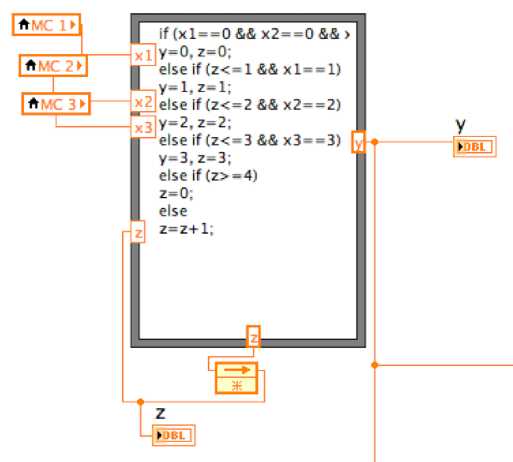 MC 1
MC 2
MC 3
x1
x2
x3
z
if (x1==0 && x2==0 &&
y=0, z=0;
else if (z<=1 && x1==1)
y=1, z=1;
else if (z<=2 && x2==2)
y=2, z=2;
else if (z<=3 && x3==3)
y=3, z=3;
else if (z>=4)
z=0;
else
z=z+1;
y
y
DBL
z
z
DBL